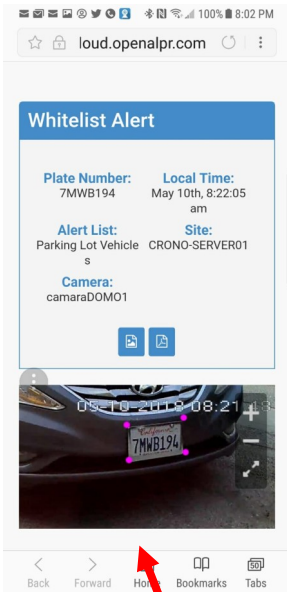 100% 8:02 PM
loud.openalpr.com
Whitelist Alert
Plate Number:
7MWB194
Local Time:
May 10th, 8:22:05
am
Alert List:
Parking Lot Vehicle
s
Site:
CRONO-SERVER01
Camera:
camaraDOMO1
05-10-2018 08:21:48
California
7MWB194
Back Forward Home Bookmarks 50 Tabs